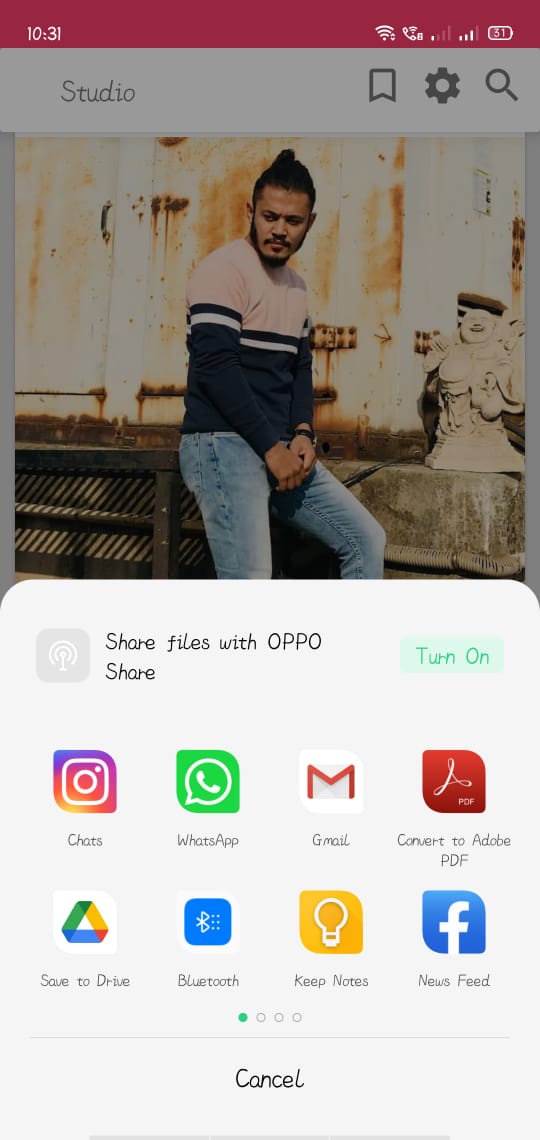 10:31
31
Studio
Share files with OPPO
Share
Turn On
Chats
WhatsApp
Gmail
PDF
Convert to Adobe
PDF
Save to Drive
Bluetooth
Keep Notes
News Feed
Cancel